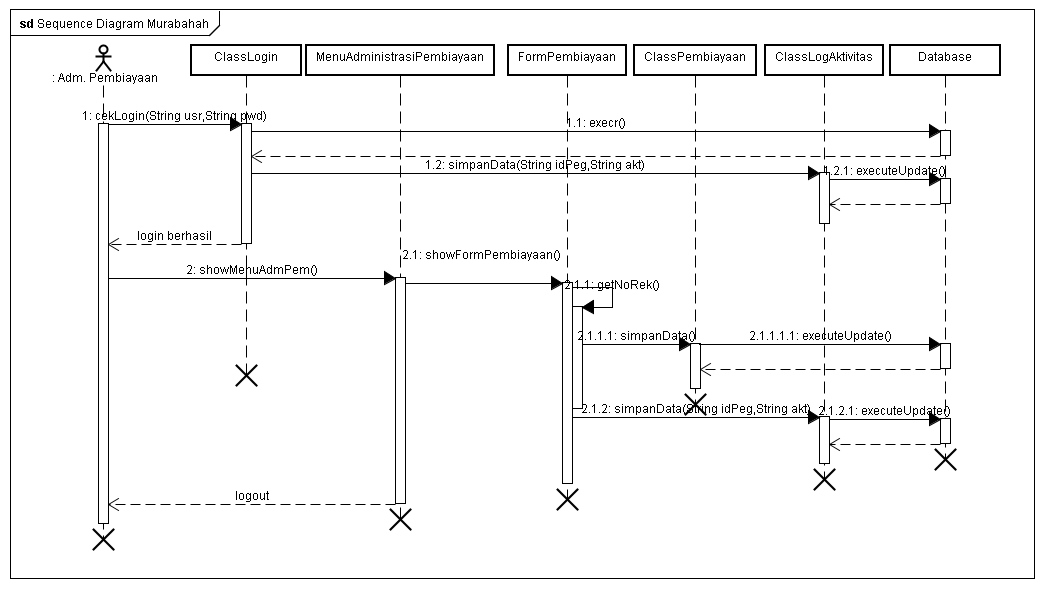 sd Sequence Diagram Murabahah
: Adm. Pembiayaan
ClassLogin
MenuAdministrasiPembiayaan
FormPembiayaan
ClassPembiayaan
ClassLogAktivitas
Database
1: cekLogin(String usr,String pwd)
1.1: execr()
1.2: simpanData(String idPeg,String akt)
1.2.1: executeUpdate()
login berhasil
2.1: showFormPembiayaan()
2: showMenuAdmPem()
2.1.1: getNoRek()
2.1.1.1: simpanData()
2.1.1.1.1: executeUpdate()
2.1.2: simpanData(String idPeg,String akt)
2.1.2.1: executeUpdate()
logout